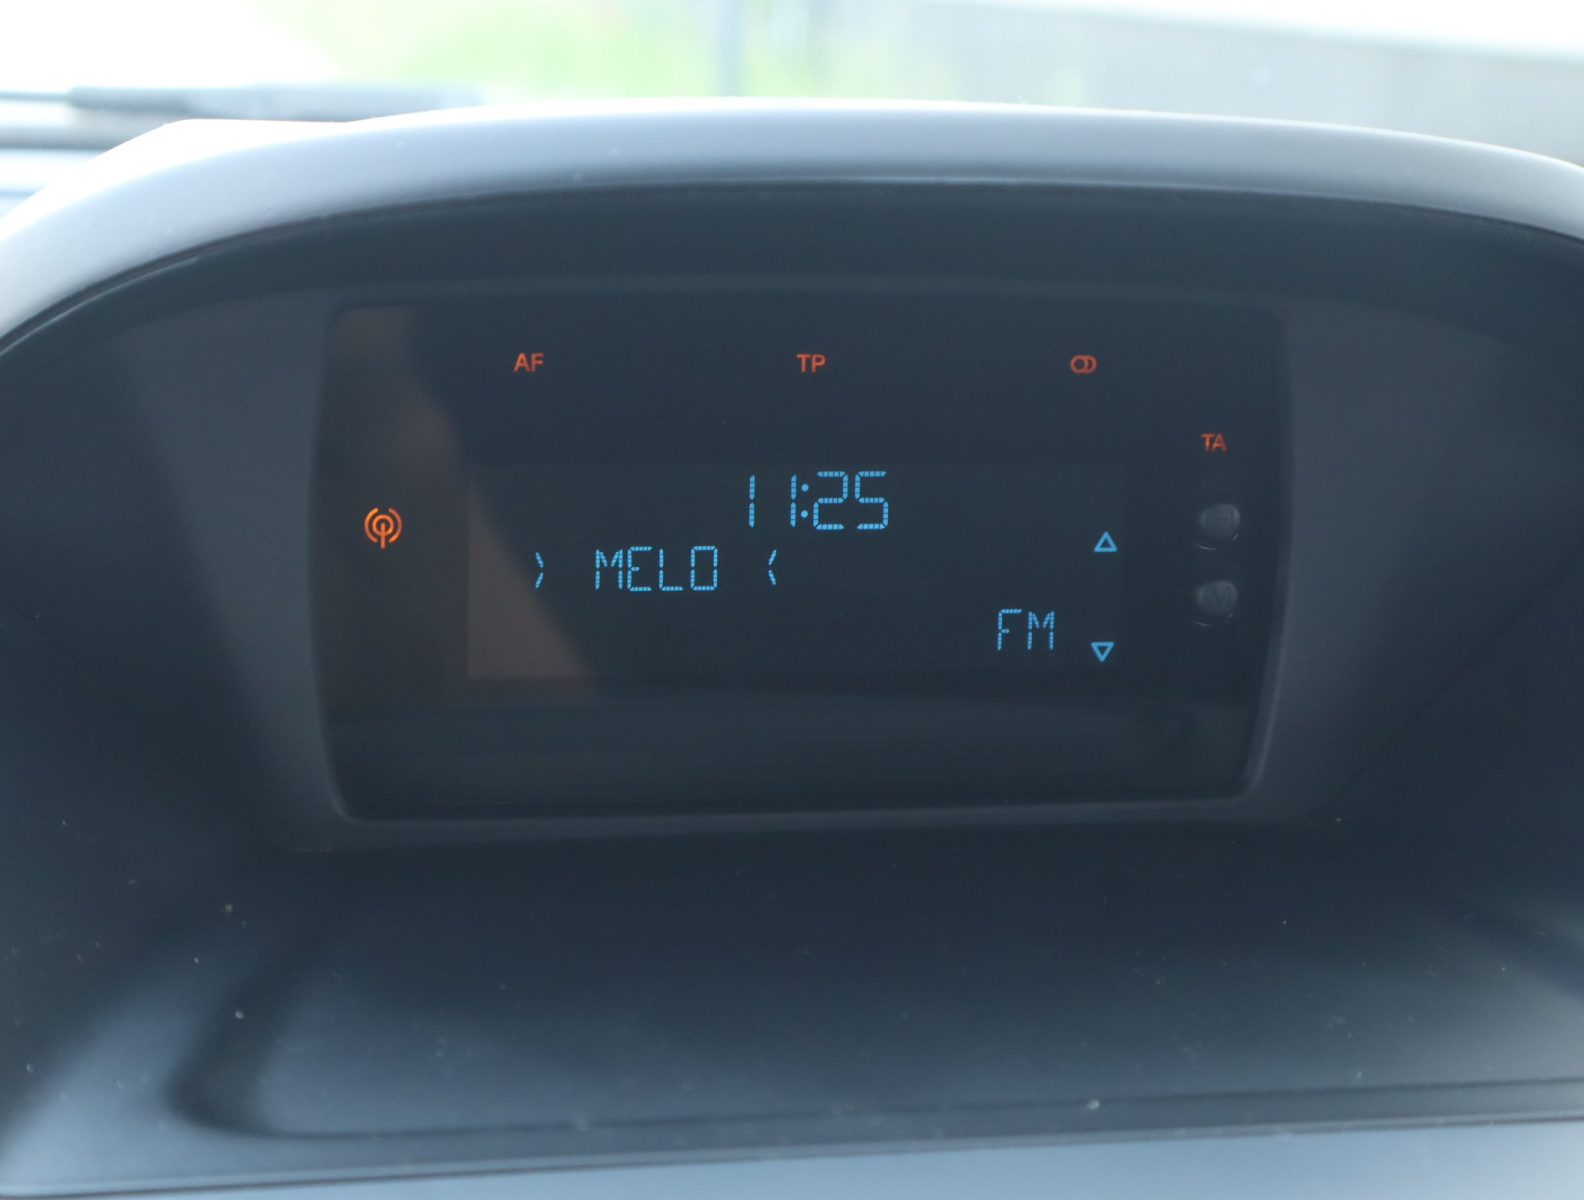 AF TP
TA
11:25
) MELO (
FM